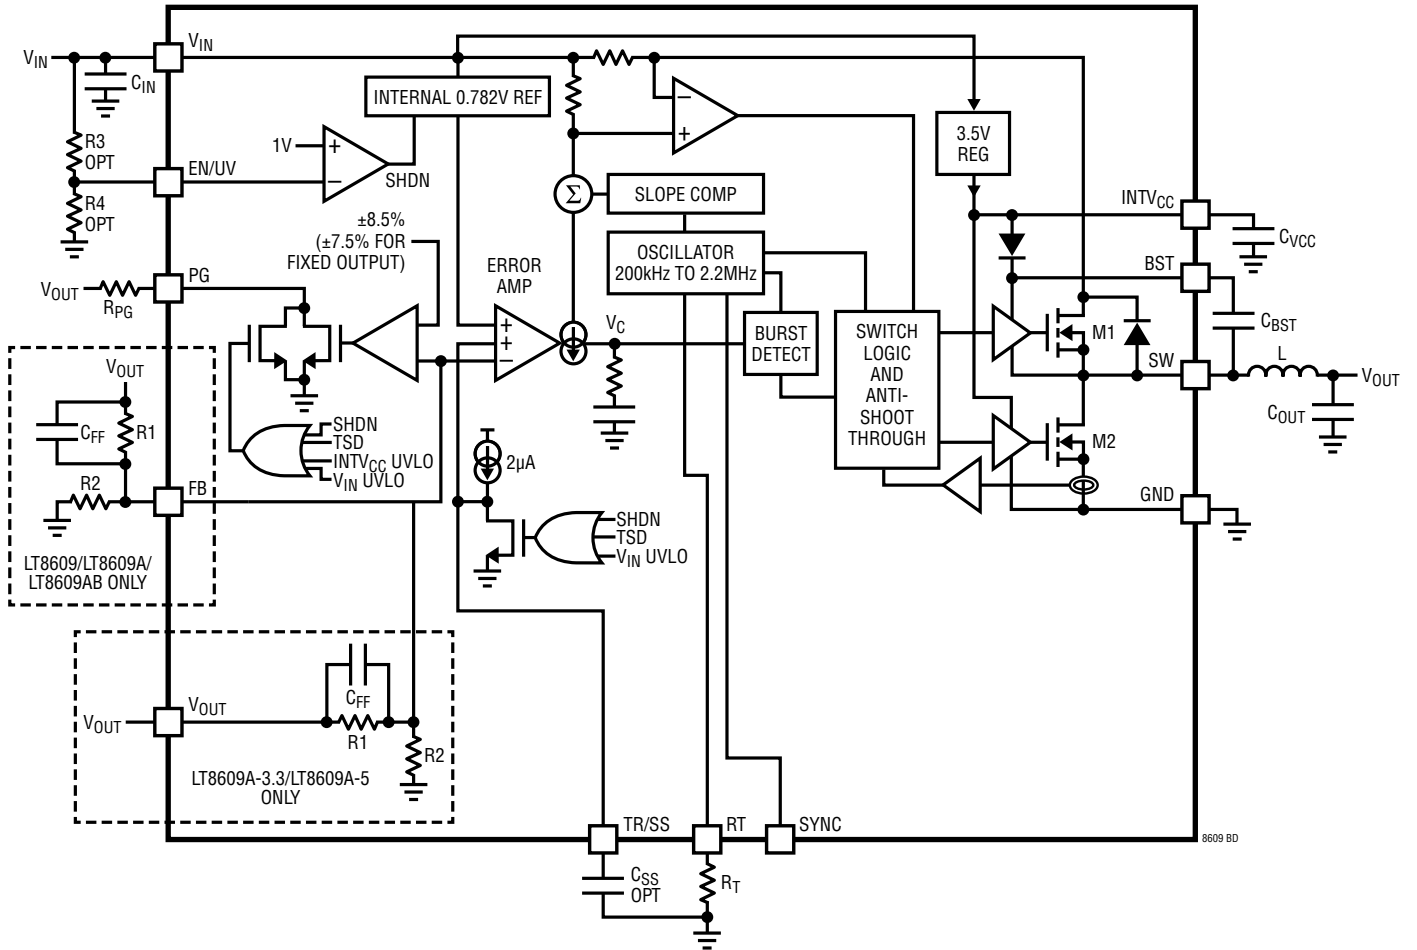 VIN
VIN
CIN
R3
OPT
R4
OPT
EN/UV
1V
+
−
SHDN
INTERNAL 0.782V REF
−
+
3.5V
REG
Σ
SLOPE COMP
OSCILLATOR
200kHz TO 2.2MHz
INTVCC
CVCC
BST
CBST
±8.5%
(±7.5% FOR
FIXED OUTPUT)
ERROR
AMP
+
+
−
VC
BURST
DETECT
SWITCH
LOGIC
AND
ANTI-
SHOOT
THROUGH
M1
SW
L
VOUT
COUT
M2
GND
VOUT
RPG
PG
VOUT
CFF
R1
R2
FB
LT8609/LT8609A/
LT8609AB ONLY
SHDN
TSD
INTVCC UVLO
VIN UVLO
2µA
SHDN
TSD
VIN UVLO
VOUT
VOUT
CFF
R1
R2
LT8609A-3.3/LT8609A-5
ONLY
TR/SS
RT
SYNC
CSS
OPT
RT
8609 BD